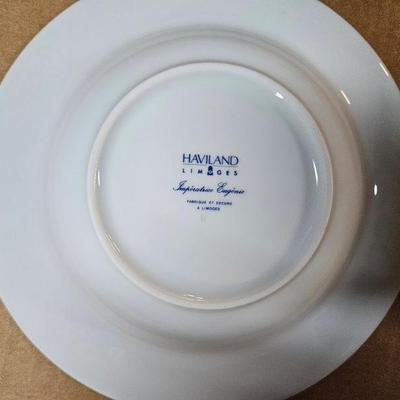 HAVILAND
LIMOGES
Impératrice Eugénie
FABRIQUE ET DECORE
A LIMOGES